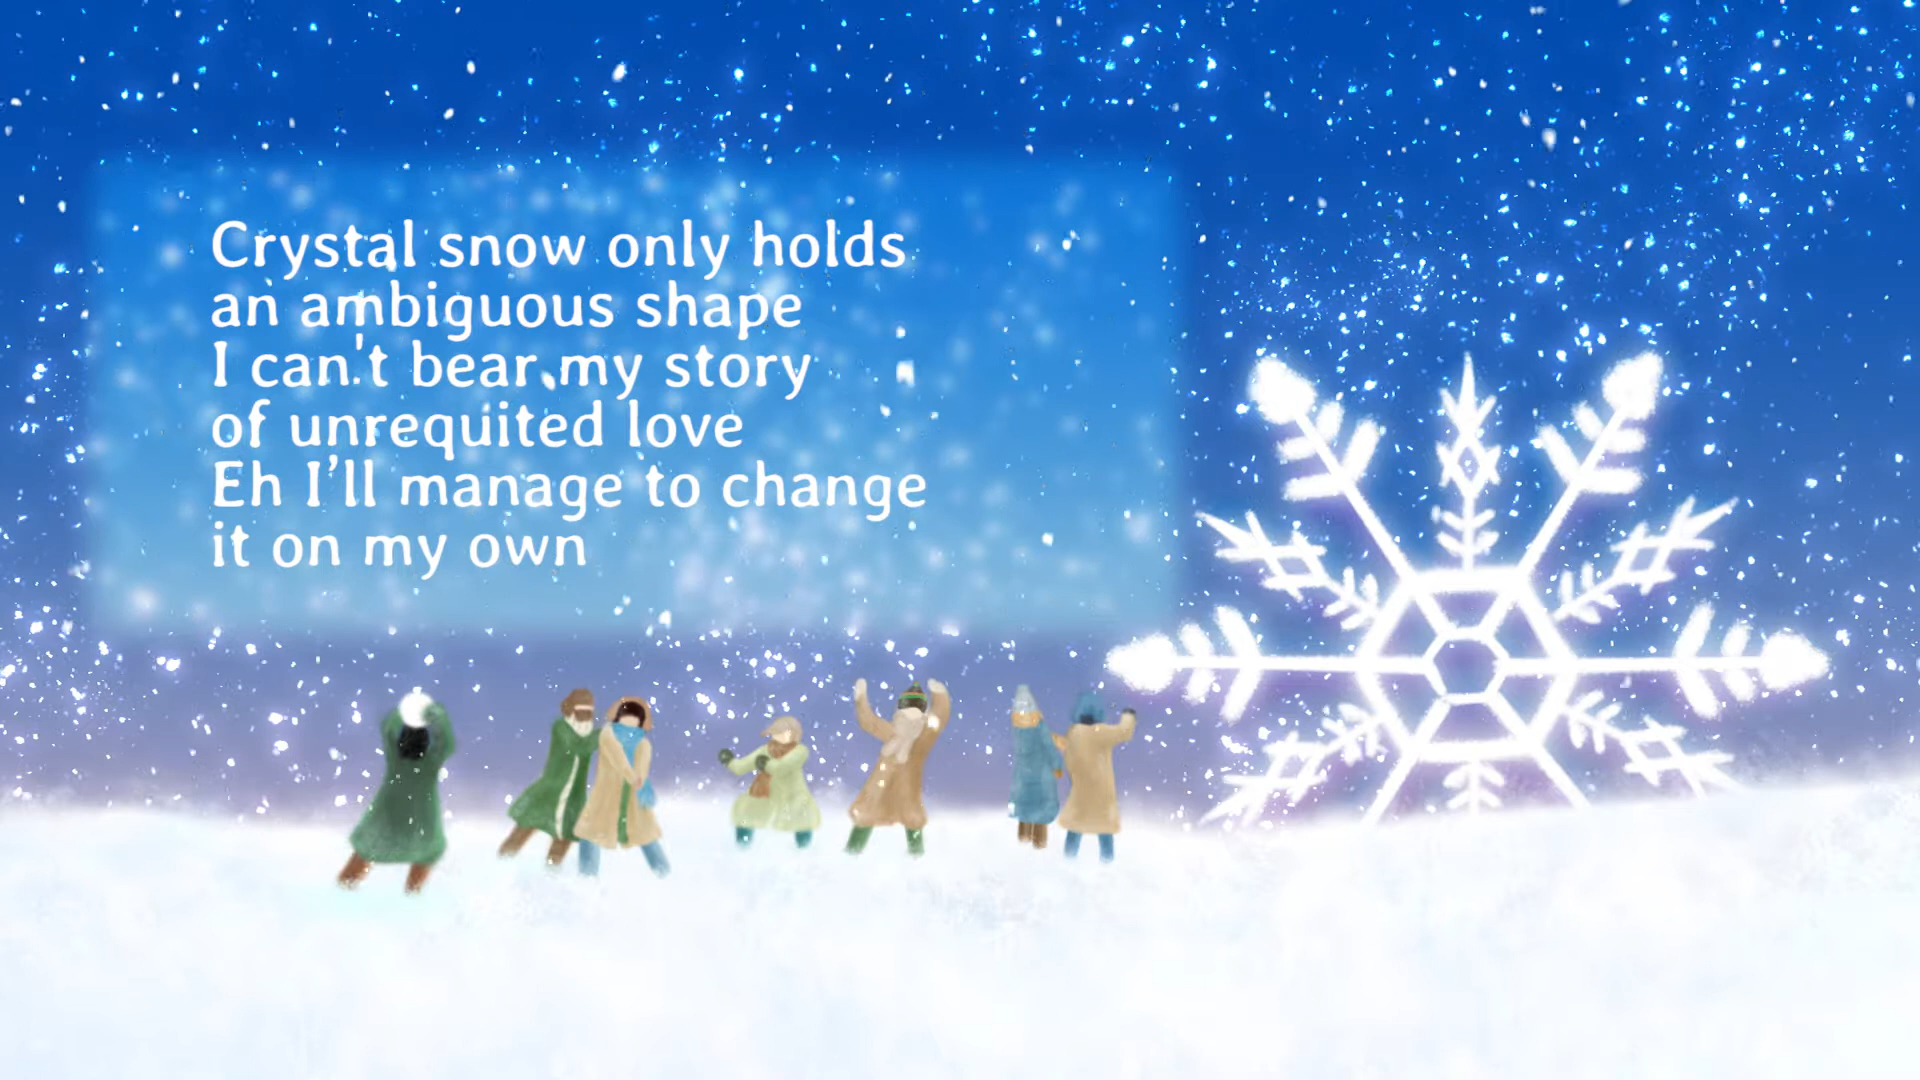 Crystal snow only holds
an ambiguous shape
I can't bear my story
of unrequited love
Eh I’ll manage to change
it on my own